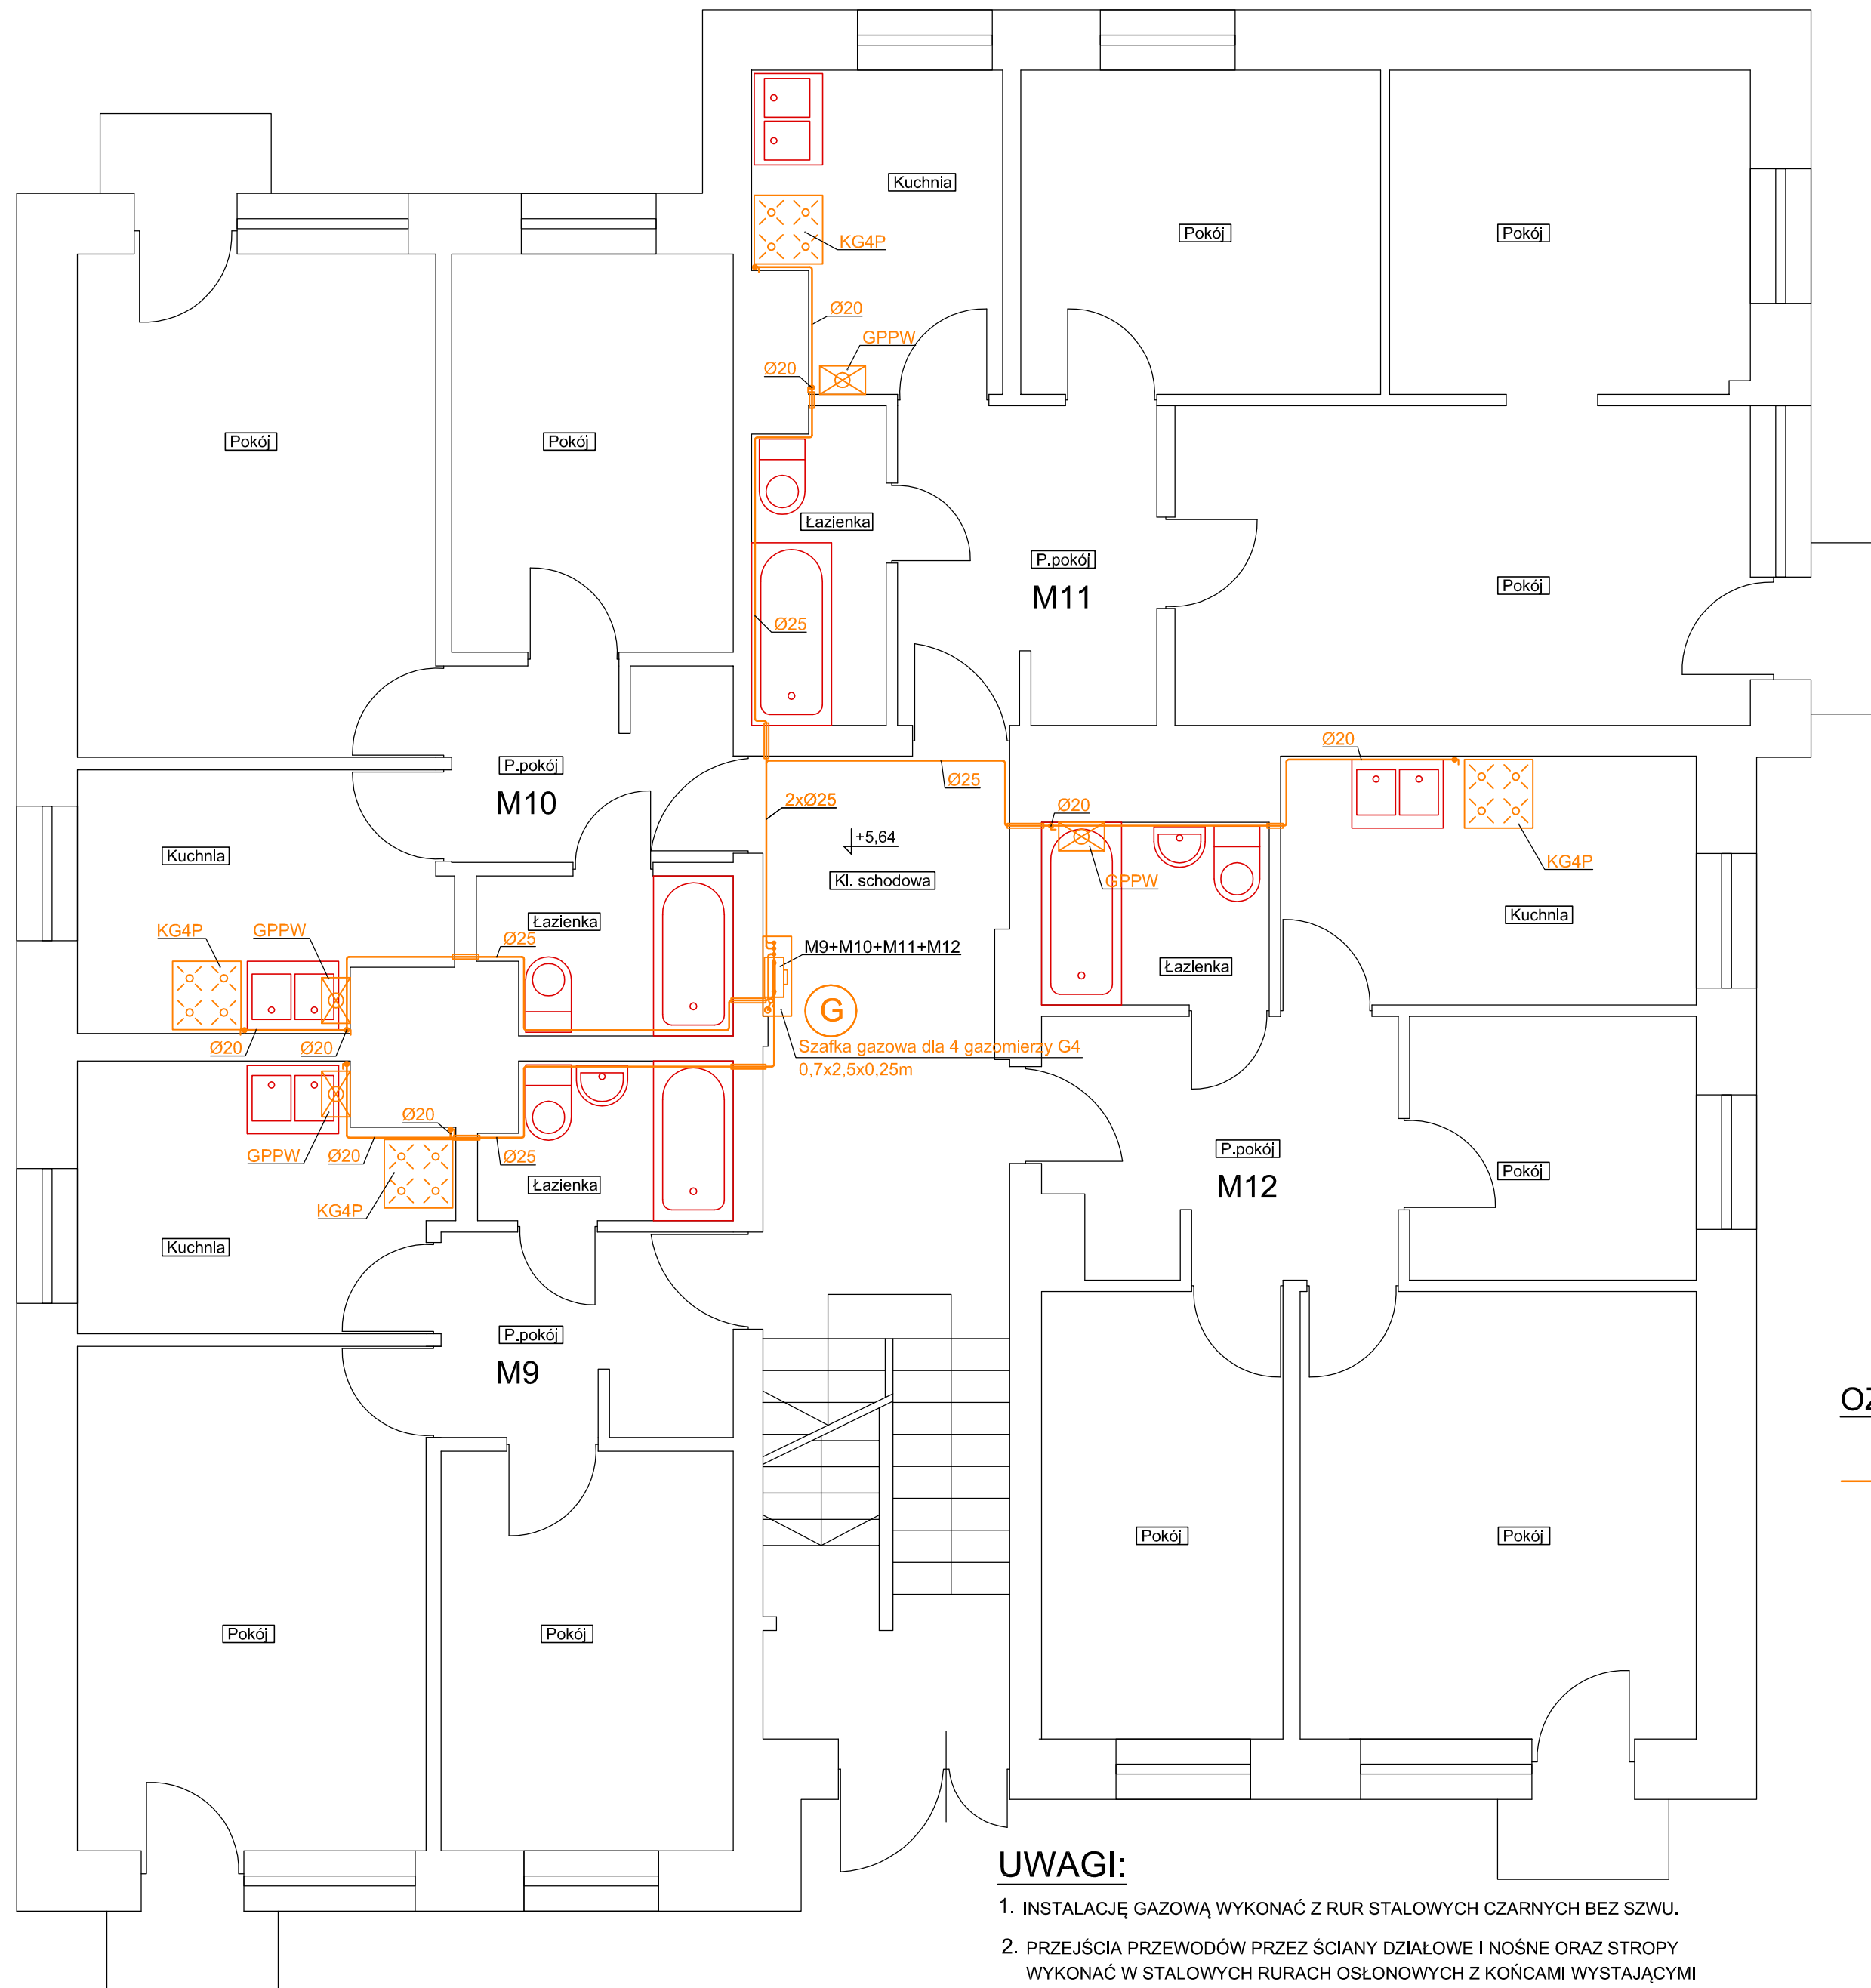 Kuchnia
KG4P
Pokój
Pokój
Ø20
GPPW
Ø20
Pokój
Pokój
Łazienka
P.pokój
M11
Pokój
Ø25
Ø20
P.pokój
M10
Ø25
2xØ25
Ø20
+5,64
Kuchnia
KG4P
GPPW
Kl. schodowa
Łazienka
Kuchnia
KG4P
GPPW
Ø25
M9+M10+M11+M12
Łazienka
G
Ø20
Ø20
Szafka gazowa dla 4 gazomierzy G4
0,7x2,5x0,25m
Ø20
GPPW
Ø20
Ø25
P.pokój
M12
Pokój
Łazienka
KG4P
Kuchnia
P.pokój
M9
OZ
Pokój
Pokój
Pokój
Pokój
UWAGI:
1. INSTALACJĘ GAZOWĄ WYKONAĆ Z RUR STALOWYCH CZARNYCH BEZ SZWU.
2. PRZEJŚCIA PRZEWODÓW PRZEZ ŚCIANY DZIAŁOWE I NOŚNE ORAZ STROPY
WYKONAĆ W STALOWYCH RURACH OSŁONOWYCH Z KOŃCAMI WYSTAJĄCYMI